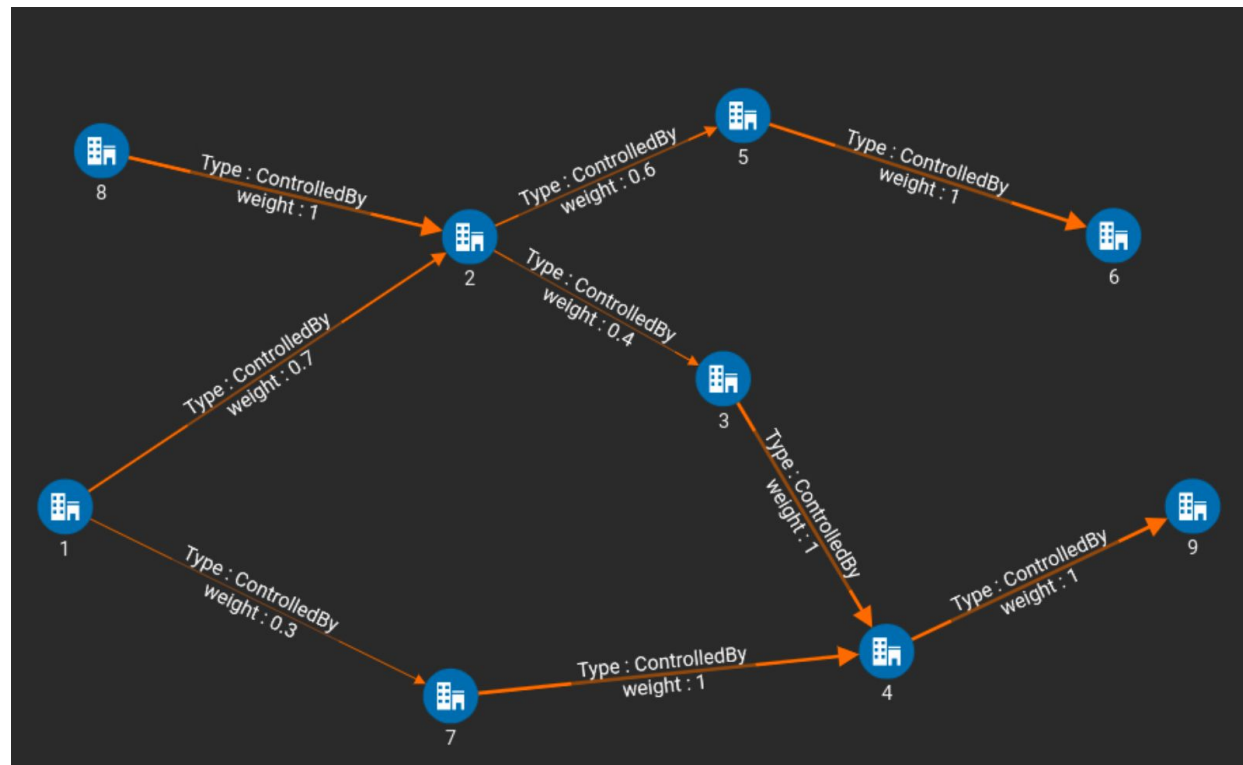 8
Type : ControlledBy
weight : 1
2
Type : ControlledBy
weight : 0.6
5
Type : ControlledBy
weight : 1
6
Type : ControlledBy
weight : 0.4
3
Type : ControlledBy
weight : 0.7
1
Type : ControlledBy
weight : 0.3
7
Type : ControlledBy
weight : 1
Type : ControlledBy
weight : 1
4
Type : ControlledBy
weight : 1
9